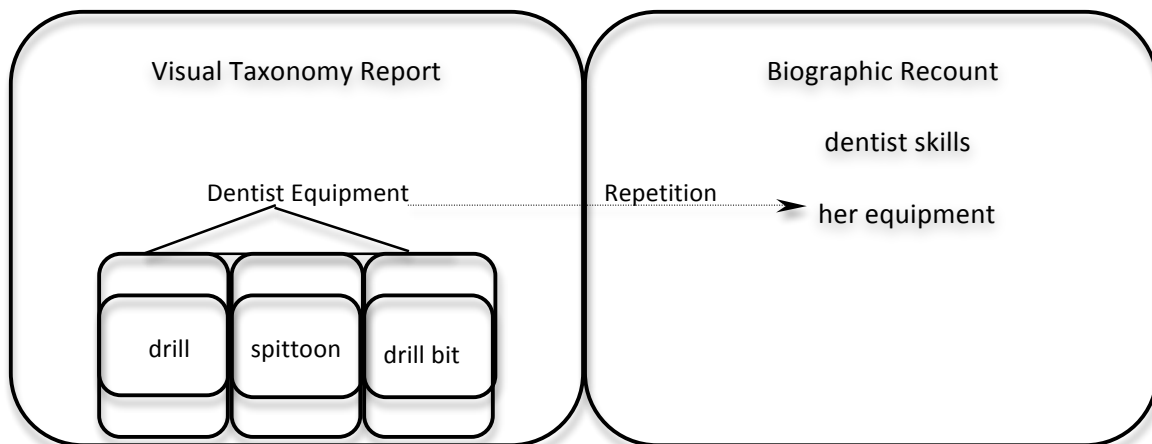 Visual Taxonomy Report
Biographic Recount
dentist skills
Dentist Equipment
Repetition
her equipment
drill
spittoon
drill bit